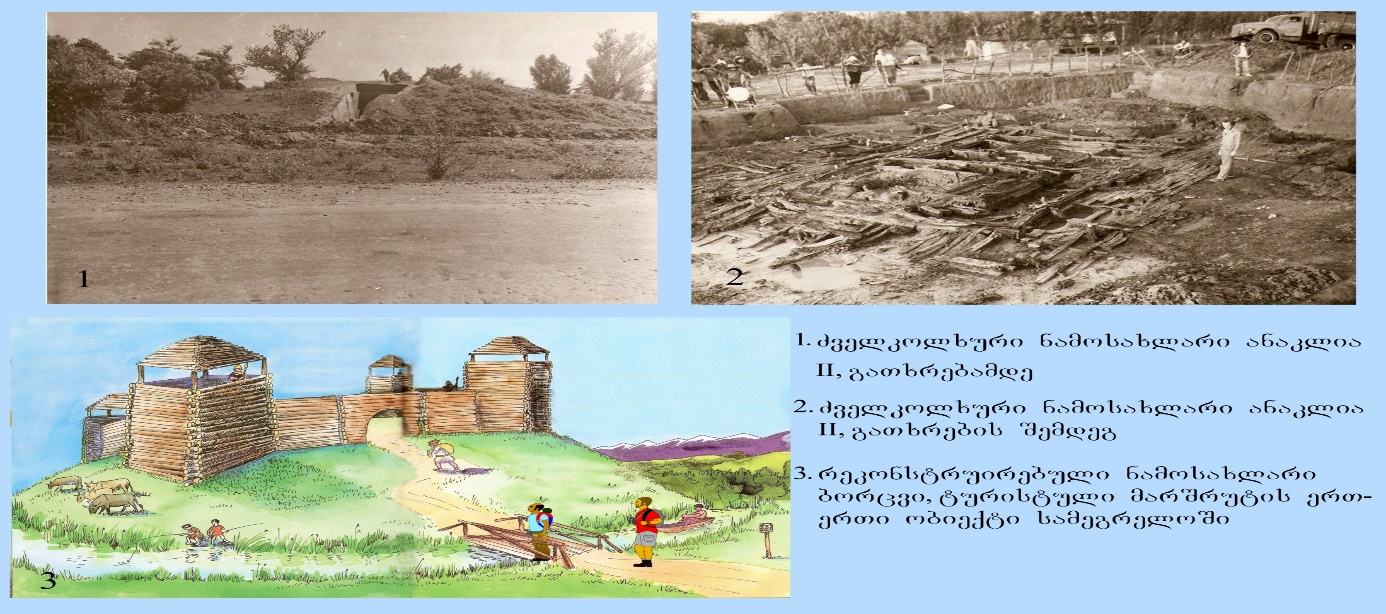 1
2
3
1. ძველკოლხური ნამოსახლარი ანაკლია
II, გათხრებამდე
2. ძველკოლხური ნამოსახლარი ანაკლია
II, გათხრების შემდეგ
3. რეკონსტრუირებული ნამოსახლარი
ბორცვი, ტურისტული მარშრუტის ერთ-
ერთი ობიექტი სამეგრელოში